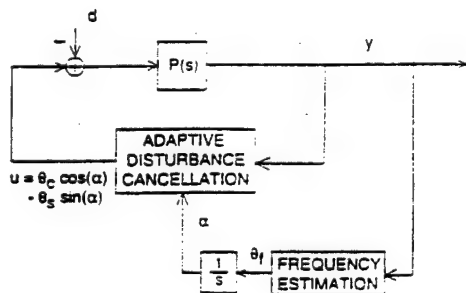 d
−
P(s)
y
ADAPTIVE
DISTURBANCE
CANCELLATION
u = θc cos(α)
- θs sin(α)
α
1
s
θf
FREQUENCY
ESTIMATION